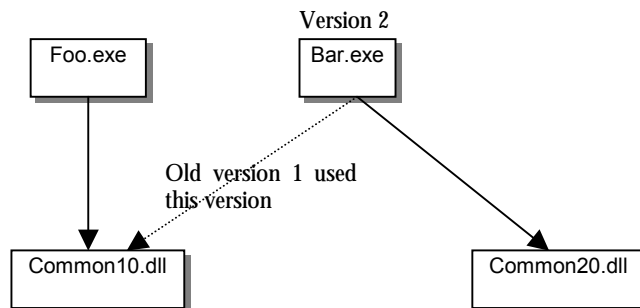 Version 2
Foo.exe
Bar.exe
Old version 1 used
this version
Common10.dll
Common20.dll